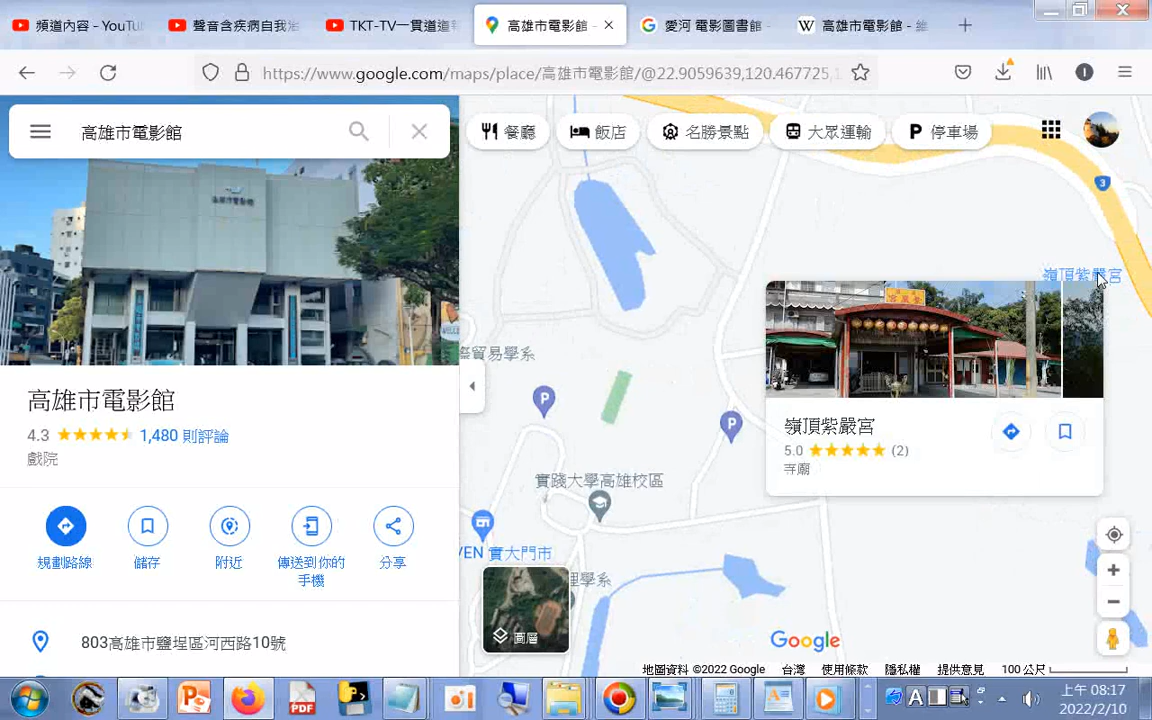 頻道內容 - YouTu
聲音含疾病自我治
TKT-TV一貫道道
高雄市電影館 -
愛河 電影圖書館 -
高雄市電影館 - 維
https://www.google.com/maps/place/高雄市電影館/@22.9059639,120.467725,1
高雄市電影館
餐廳
飯店
名勝景點
大眾運輸
停車場
高雄市電影館
4.3
1,480 則評論
戲院
規劃路線
儲存
附近
傳送到你的
手機
分享
803高雄市鹽埕區河西路10號
3
嶺頂紫嚴宮
際貿易學系
P
P
嶺頂紫嚴宮
5.0
(2)
寺廟
實踐大學高雄校區
VEN 實大門市
理學系
圖層
Google
地圖資料 ©2022 Google
台灣
使用條款
隱私權
提供意見
100 公尺
PDF
A
上午 08:17
2022/2/10